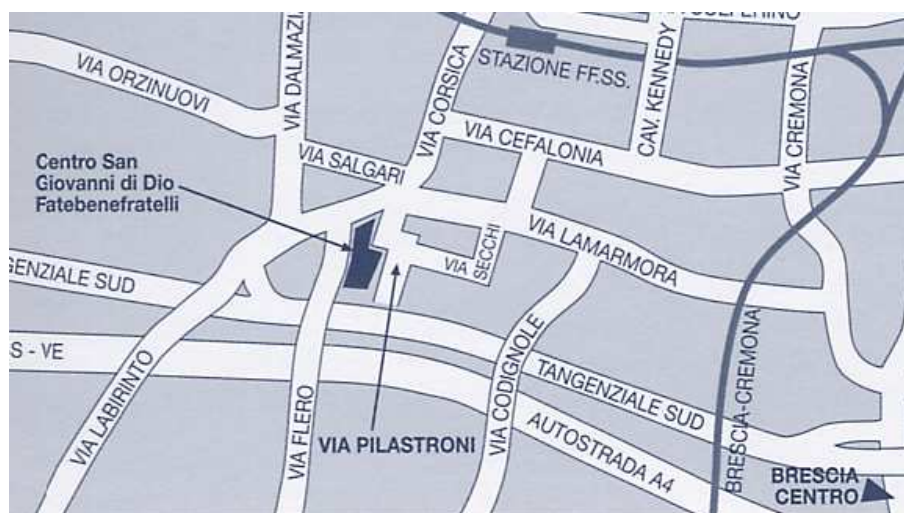 VIA ORZINUOVI
VIA DALMAZI
VIA CORSICA
STAZIONE FF.SS.
CAV. KENNEDY
VIA CREMONA
VIA CEFALONIA
VIA SALGARI
Centro San
Giovanni di Dio
Fatebenefratelli
VIA
SECCHI
VIA LAMARMORA
GENZIALE SUD
S - VE
VIA LABIRINTO
VIA FLERO
VIA PILASTRONI
VIA CODIGNOLE
TANGENZIALE SUD
AUTOSTRADA A4
BRESCIA-CREMONA
BRESCIA
CENTRO